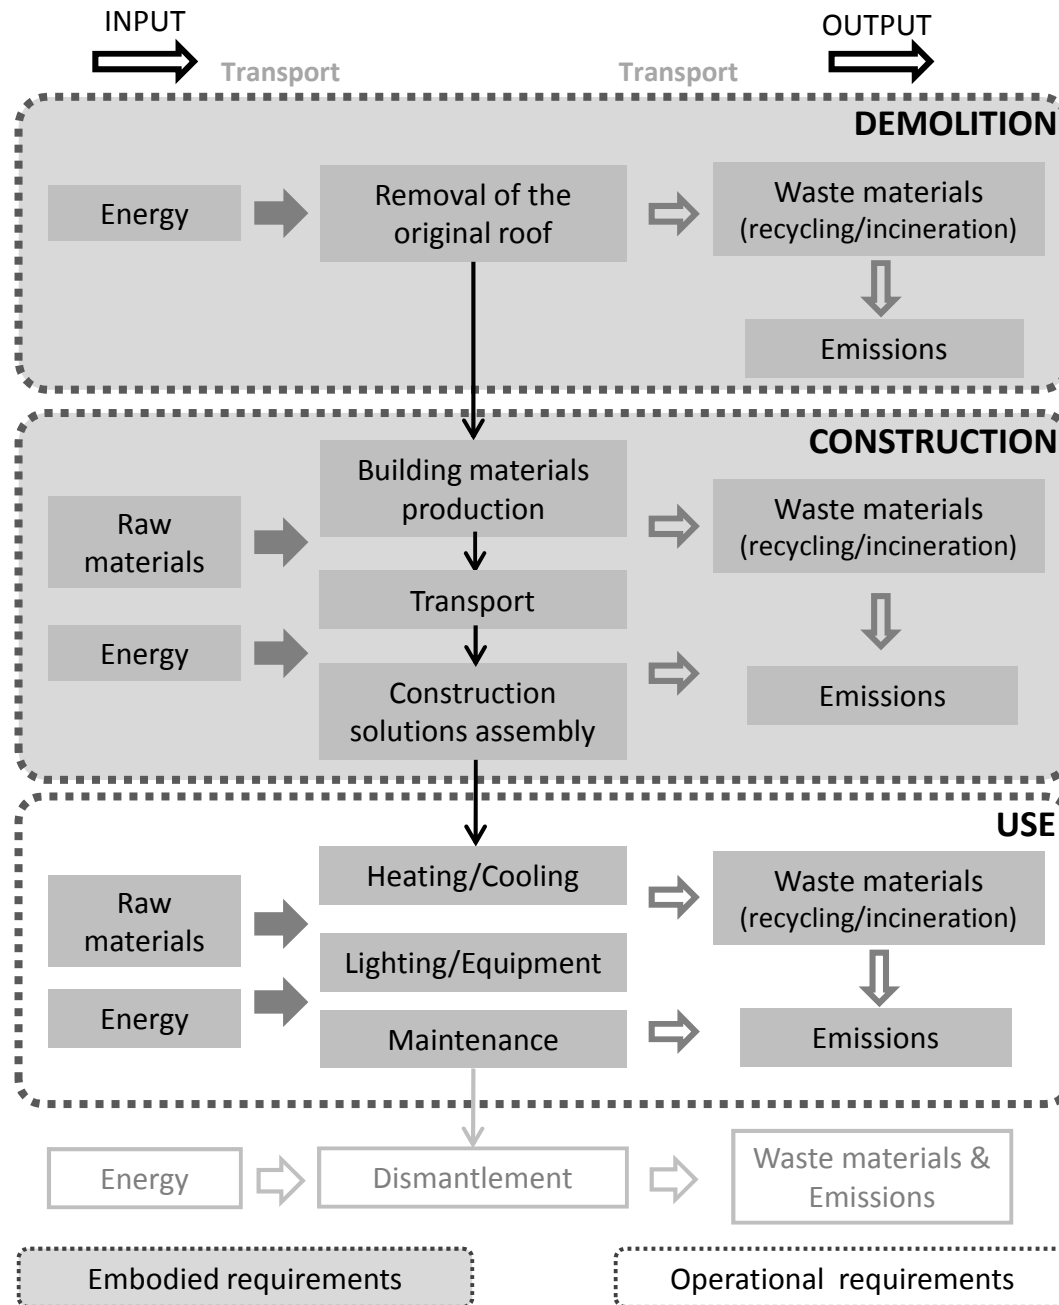 INPUT
OUTPUT
Transport
Transport
DEMOLITION
Energy
Removal of the
original roof
Waste materials
(recycling/incineration)
Emissions
CONSTRUCTION
Raw
materials
Energy
Building materials
production
Transport
Construction
solutions assembly
Waste materials
(recycling/incineration)
Emissions
USE
Raw
materials
Energy
Heating/Cooling
Lighting/Equipment
Maintenance
Waste materials
(recycling/incineration)
Emissions
Energy
Dismantlement
Waste materials &
Emissions
Embodied requirements
Operational requirements